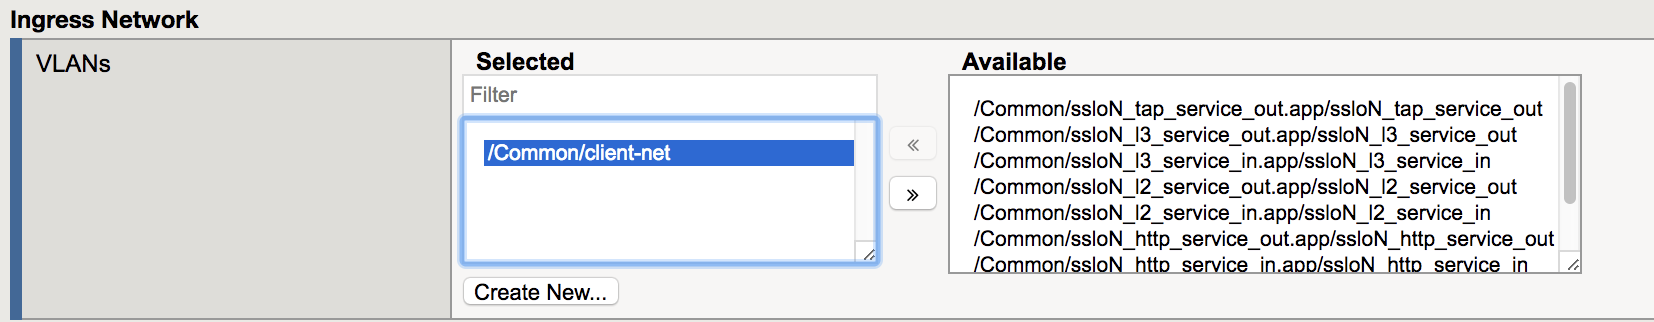 Ingress Network
VLANs
Selected
Filter
/Common/client-net
«
»
Create New...
Available
/Common/ssloN_tap_service_out.app/ssloN_tap_service_out
/Common/ssloN_l3_service_out.app/ssloN_l3_service_out
/Common/ssloN_l3_service_in.app/ssloN_l3_service_in
/Common/ssloN_l2_service_out.app/ssloN_l2_service_out
/Common/ssloN_l2_service_in.app/ssloN_l2_service_in
/Common/ssloN_http_service_out.app/ssloN_http_service_out
/Common/ssloN_http_service_in.app/ssloN_http_service_in